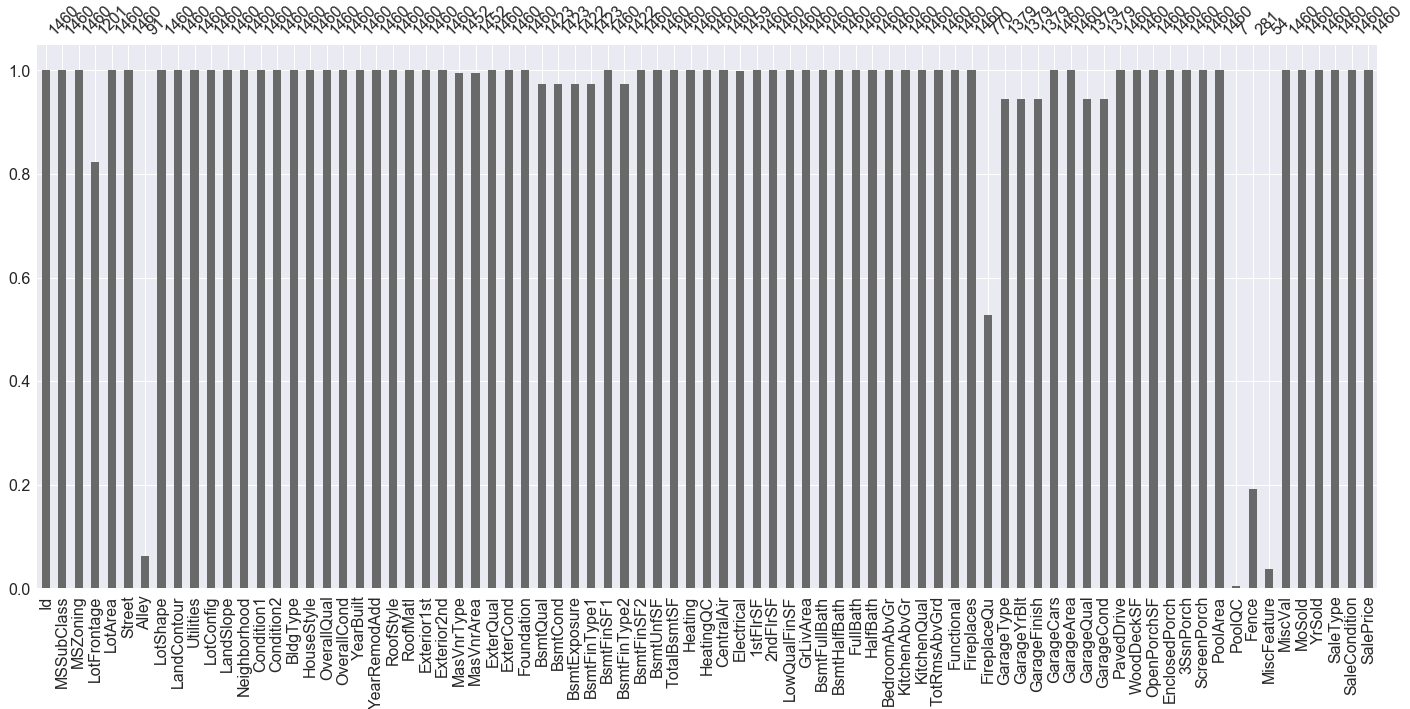 1460 1460 1460 1201 1460 1460 91 1460 1460 1460 1460 1460 1460 1460 1460 1460 1460 1460 1460 1460 1460 1460 1460 1460 1460 1452 1452 1460 1460 1460 1423 1423 1422 1423 1460 1422 1460 1460 1460 1460 1460 1460 1459 1460 1460 1460 1460 1460 1460 1460 1460 1460 1460 1460 1460 1460 1460 770 1379 1379 1379 1460 1460 1379 1379 1460 1460 1460 1460 1460 1460 1460 7 281 54 1460 1460 1460 1460 1460 1460
1.0
0.8
0.6
0.4
0.2
0.0
Id
MSSubClass
MSZoning
LotFrontage
LotArea
Street
Alley
LotShape
LandContour
Utilities
LotConfig
LandSlope
Neighborhood
Condition1
Condition2
BldgType
HouseStyle
OverallQual
OverallCond
YearBuilt
YearRemodAdd
RoofStyle
RoofMatl
Exterior1st
Exterior2nd
MasVnrType
MasVnrArea
ExterQual
ExterCond
Foundation
BsmtQual
BsmtCond
BsmtExposure
BsmtFinType1
BsmtFinSF1
BsmtFinType2
BsmtFinSF2
BsmtUnfSF
TotalBsmtSF
Heating
HeatingQC
CentralAir
Electrical
1stFlrSF
2ndFlrSF
LowQualFinSF
GrLivArea
BsmtFullBath
BsmtHalfBath
FullBath
HalfBath
BedroomAbvGr
KitchenAbvGr
KitchenQual
TotRmsAbvGrd
Functional
Fireplaces
FireplaceQu
GarageType
GarageYrBlt
GarageFinish
GarageCars
GarageArea
GarageQual
GarageCond
PavedDrive
WoodDeckSF
OpenPorchSF
EnclosedPorch
3SsnPorch
ScreenPorch
PoolArea
PoolQC
Fence
MiscFeature
MiscVal
MoSold
YrSold
SaleType
SaleCondition
SalePrice